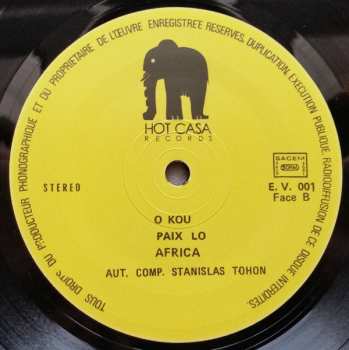 TOUS DROITS DU PRODUCTEUR PHONOGRAPHIQUE ET DU PROPRIETAIRE DE L'ŒUVRE ENREGISTREE RESERVES. DUPLICATION, EXECUTION PUBLIQUE RADIODIFFUSION DE CE DISQUE INTERDITES.
HOT CASA
RECORDS
STEREO
SACEM
E. V. 001
Face B
O KOU
PAIX LO
AFRICA
AUT. COMP. STANISLAS TOHON